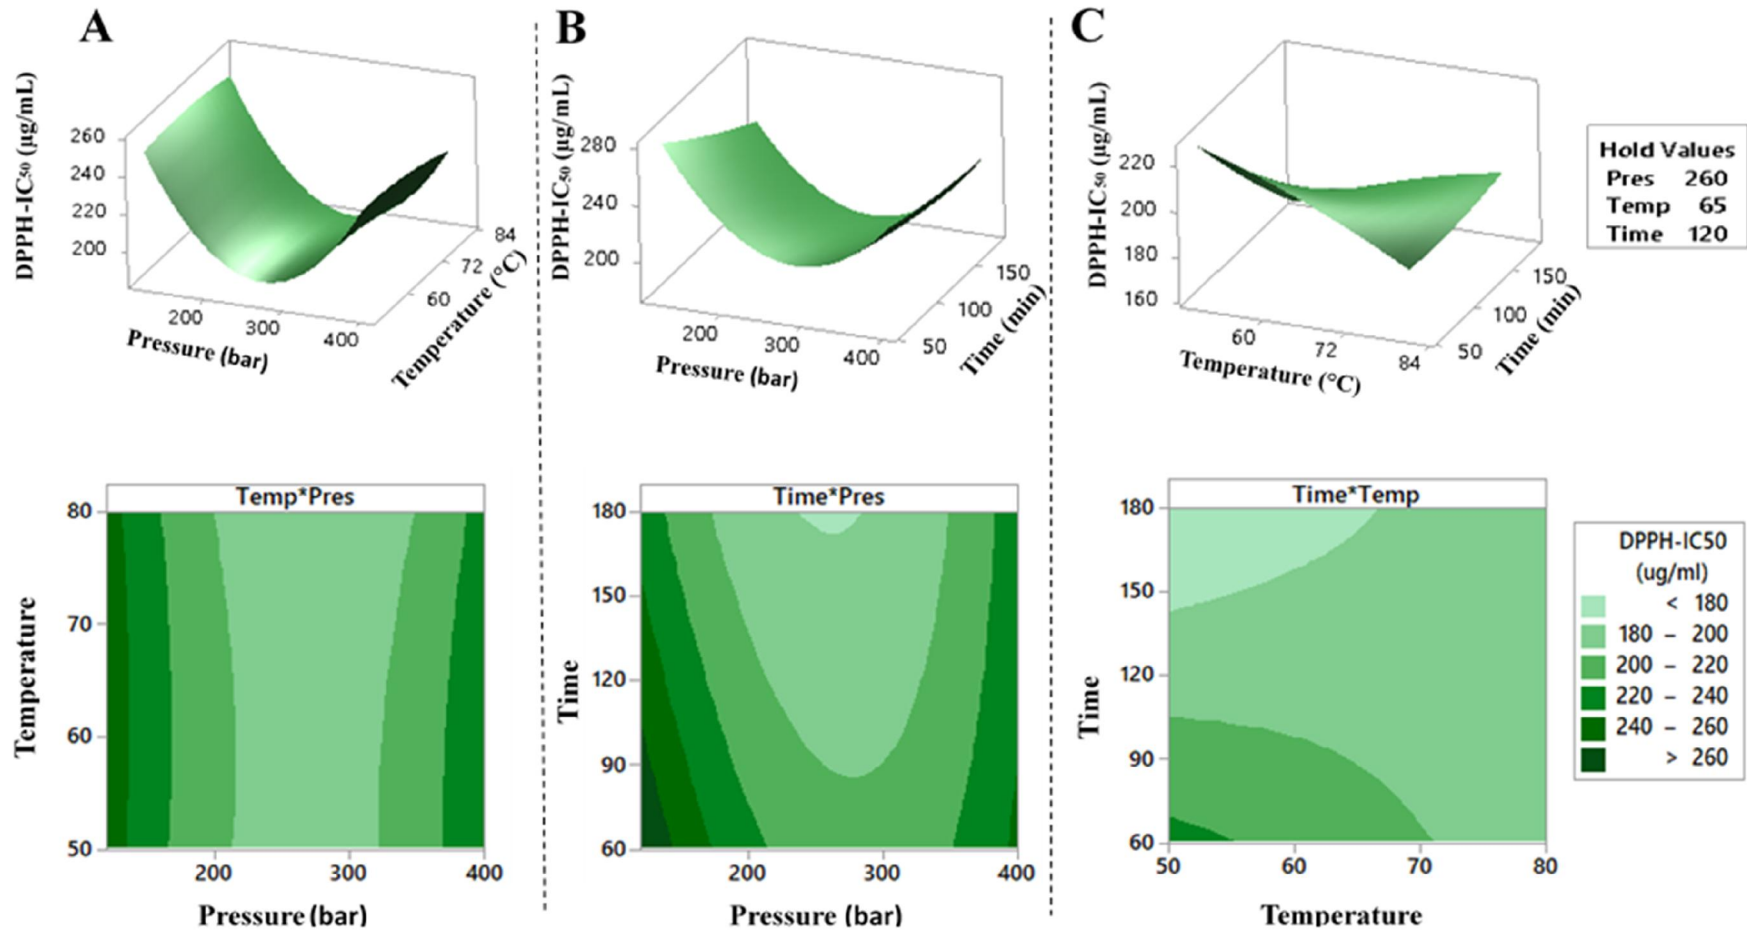 A
DPPH-IC₅₀ (µg/mL)
260
240
220
200
200
300
400
Pressure (bar)
60
72
84
Temperature (°C)
B
DPPH-IC₅₀ (µg/mL)
280
240
200
200
300
400
Pressure (bar)
50
100
150
Time (min)
C
DPPH-IC₅₀ (µg/mL)
220
200
180
160
60
72
84
Temperature (°C)
50
100
150
Time (min)
Hold Values
Pres 260
Temp 65
Time 120
Temp*Pres
Temperature
80
70
60
50
200
300
400
Pressure (bar)
Time*Pres
Time
180
150
120
90
60
200
300
400
Pressure (bar)
Time*Temp
Time
180
150
120
90
60
50
60
70
80
Temperature
DPPH-IC50
(ug/ml)
< 180
180 – 200
200 – 220
220 – 240
240 – 260
> 260